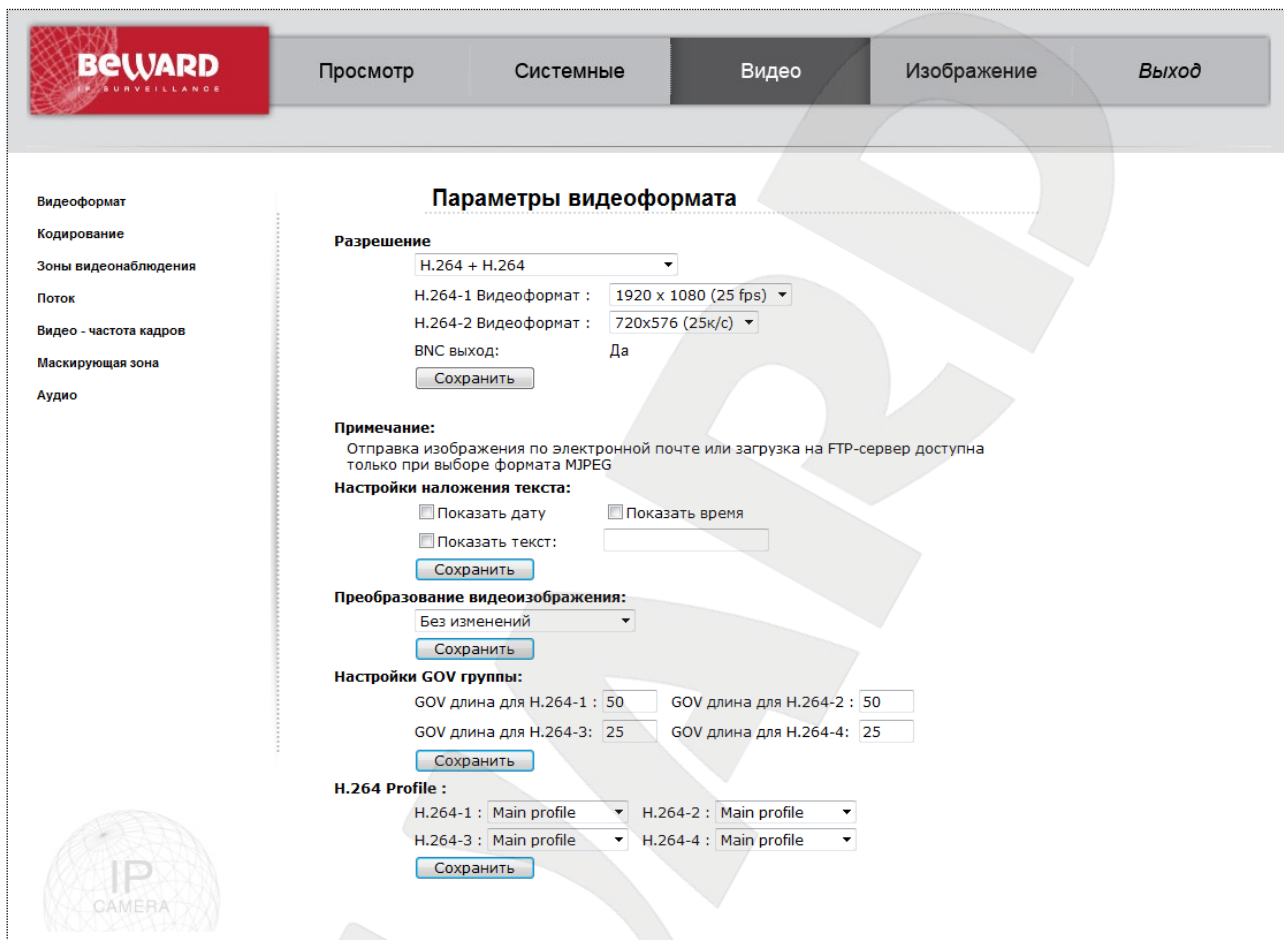 BEWARD
IP SURVEILLANCE
Просмотр Системные Видео Изображение Выход
Видеоформат
Кодирование
Зоны видеонаблюдения
Поток
Видео - частота кадров
Маскирующая зона
Аудио
Параметры видеоформата
Разрешение
H.264 + H.264
H.264-1 Видеоформат : 1920 x 1080 (25 fps)
H.264-2 Видеоформат : 720x576 (25к/с)
BNC выход: Да
Сохранить
Примечание:
Отправка изображения по электронной почте или загрузка на FTP-сервер доступна
только при выборе формата MJPEG
Настройки наложения текста:
Показать дату Показать время
Показать текст:
Сохранить
Преобразование видеоизображения:
Без изменений
Сохранить
Настройки GOV группы:
GOV длина для H.264-1 : 50 GOV длина для H.264-2 : 50
GOV длина для H.264-3: 25 GOV длина для H.264-4: 25
Сохранить
H.264 Profile :
H.264-1 : Main profile H.264-2 : Main profile
H.264-3 : Main profile H.264-4 : Main profile
Сохранить
IP
CAMERA